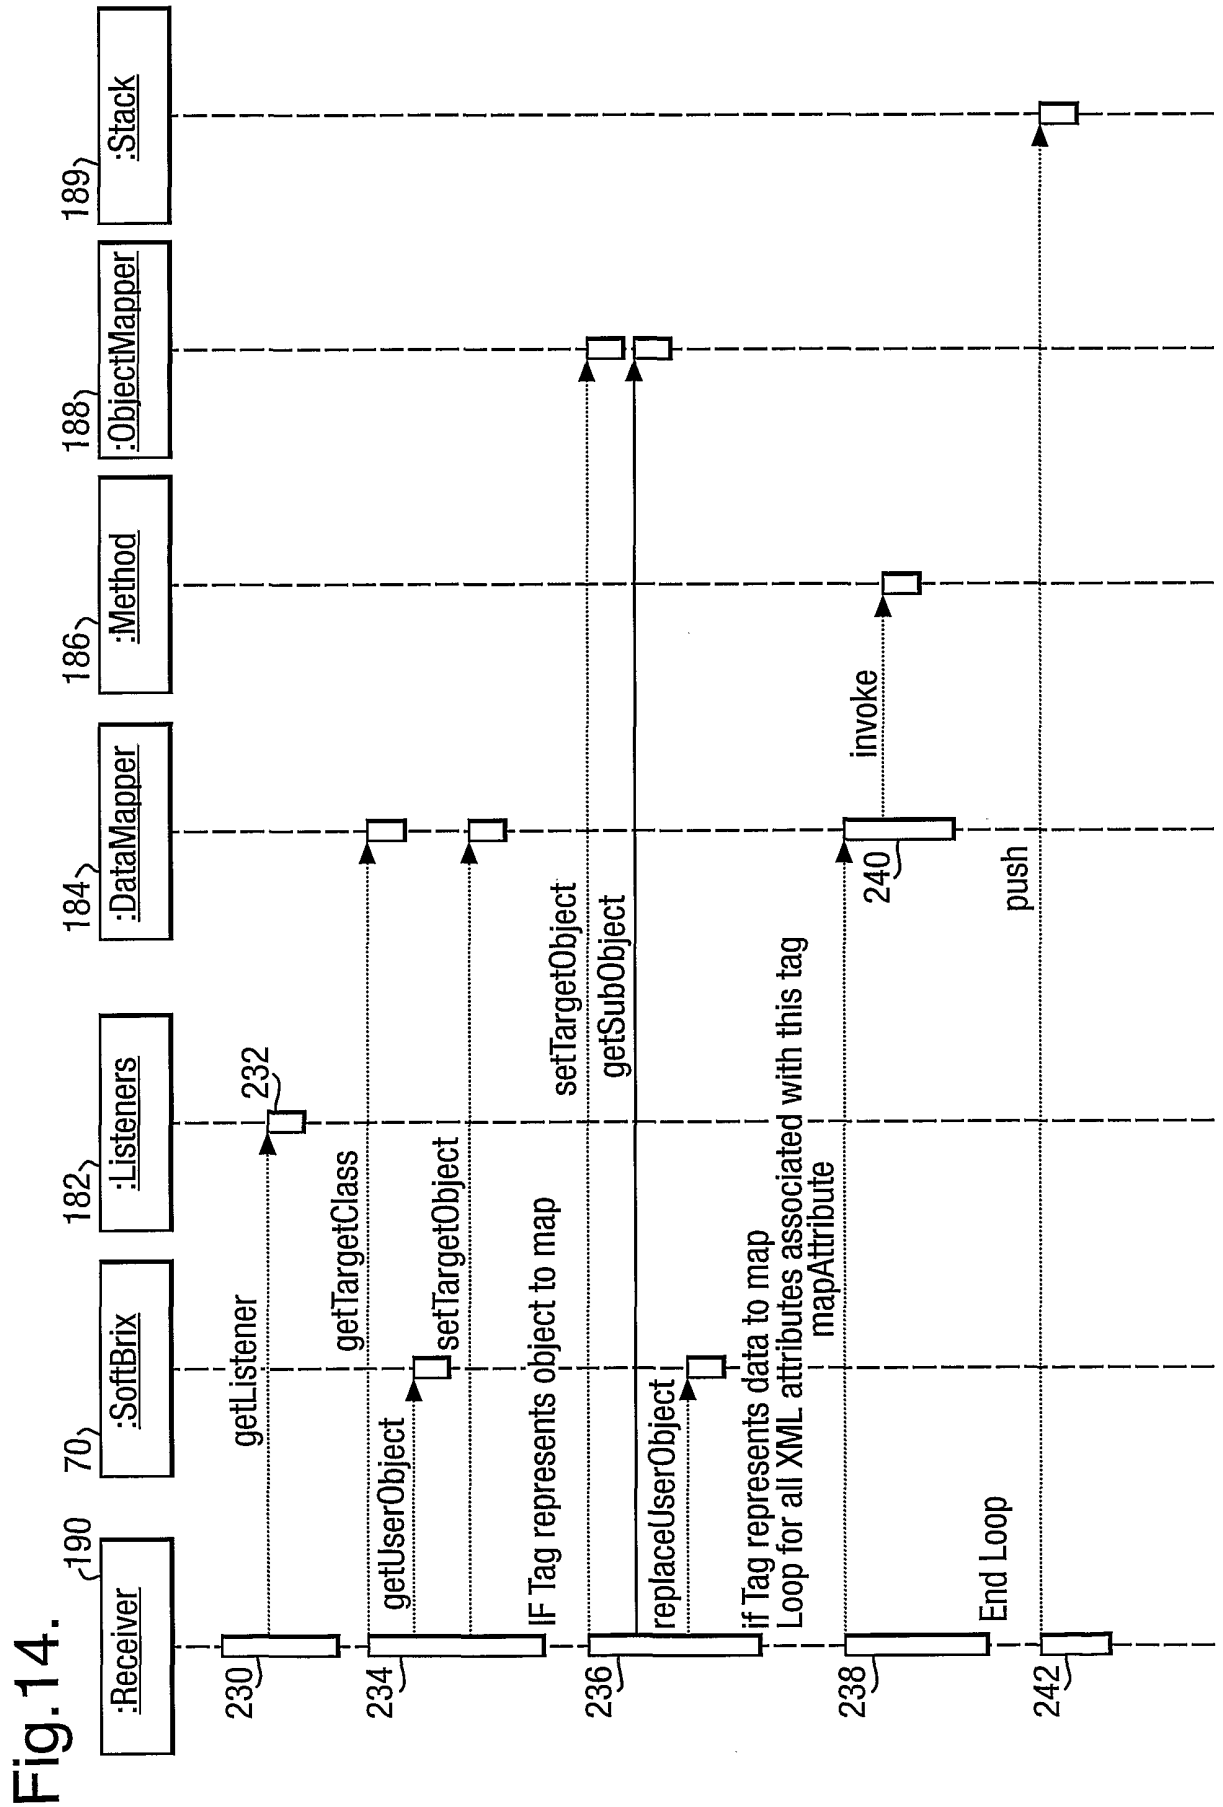 Fig.14.
190
:Receiver
70
:SoftBrix
182
:Listeners
184
:DataMapper
186
:Method
188
:ObjectMapper
189
:Stack
230
getListener
232
234
getTargetClass
getUserObject
setTargetObject
IF Tag represents object to map
236
setTargetObject
getSubObject
replaceUserObject
if Tag represents data to map
Loop for all XML attributes associated with this tag
mapAttribute
238
240
invoke
End Loop
242
push